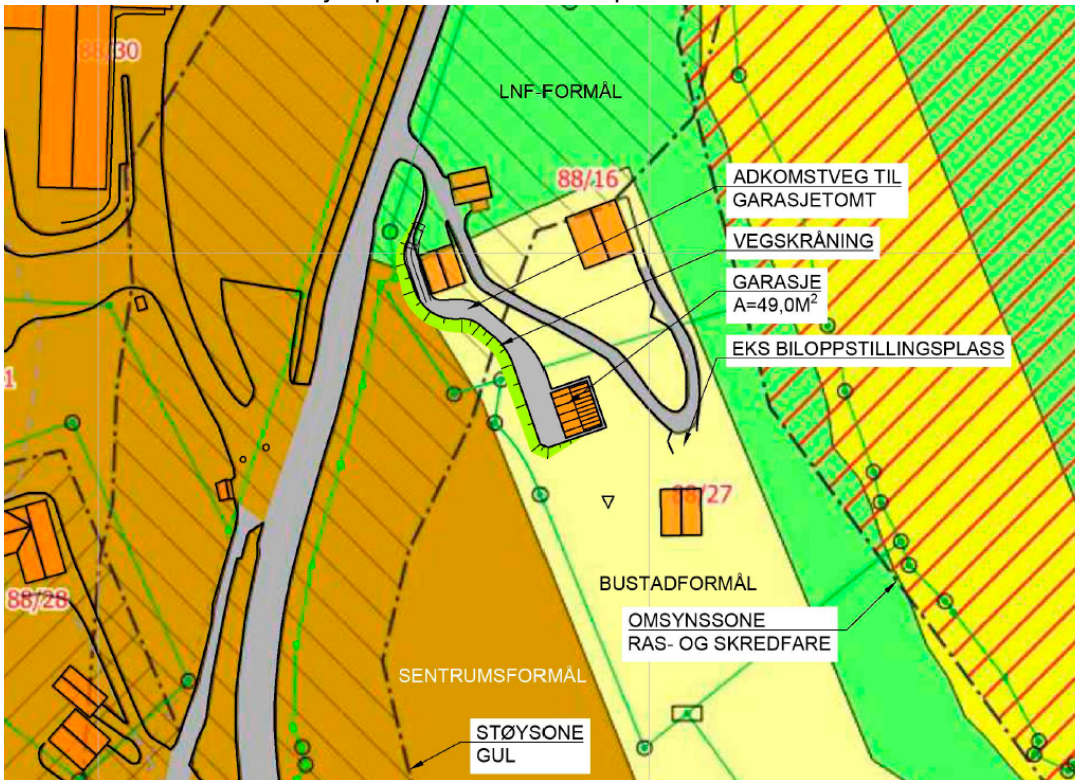 88/30
LNF-FORMÅL
88/16
ADKOMSTVEG TIL
GARASJETOMT
VEGSKRÅNING
GARASJE
A=49,0M²
EKS BILOPPSTILLINGSPLASS
1
88/27
88/28
BUSTADFORMÅL
OMSYNSSONE
RAS- OG SKREDFARE
SENTRUMSFORMÅL
STØYSONE
GUL